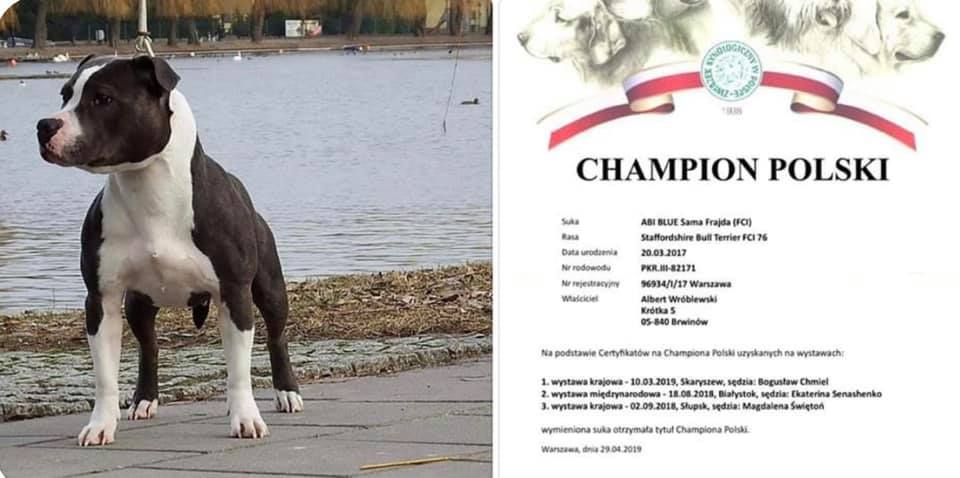 ZWIĄZEK KYNOLOGICZNY W POLSCE
1938
CHAMPION POLSKI
Suka ABI BLUE Sama Frajda (FCI)
Rasa Staffordshire Bull Terrier FCI 76
Data urodzenia 20.03.2017
Nr rodowodu PKR.III-82171
Nr rejestracyjny 96934/I/17 Warszawa
Właściciel Albert Wróblewski
Krótka 5
05-840 Brwinów
Na podstawie Certyfikatów na Championa Polski uzyskanych na wystawach:
1. wystawa krajowa - 10.03.2019, Skaryszew, sędzia: Bogusław Chmiel
2. wystawa międzynarodowa - 18.08.2018, Białystok, sędzia: Ekaterina Senashenko
3. wystawa krajowa - 02.09.2018, Słupsk, sędzia: Magdalena Świętoń
wymieniona suka otrzymała tytuł Championa Polski.
Warszawa, dnia 29.04.2019